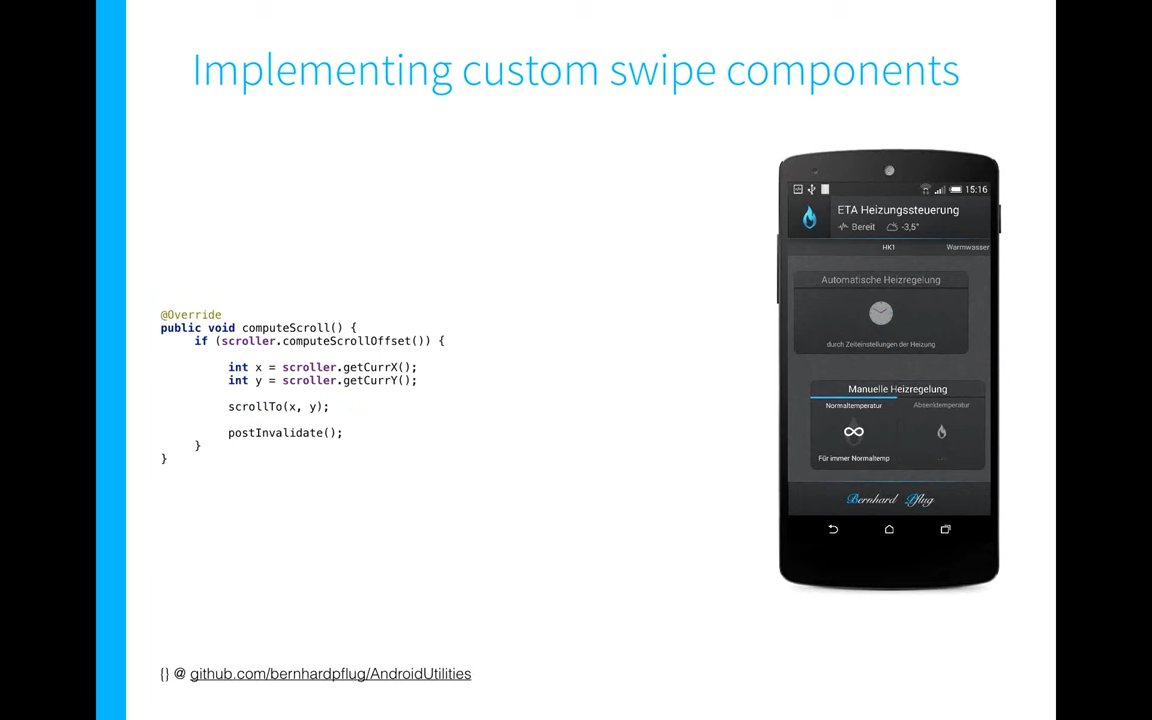 Implementing custom swipe components
@Override
public void computeScroll() {
if (scroller.computeScrollOffset()) {
int x = scroller.getCurrX();
int y = scroller.getCurrY();
scrollTo(x, y);
postInvalidate();
}
}
15:16
ETA Heizungssteuerung
Bereit -3,5°
HK1 Warmwasser
Automatische Heizregelung
durch Zeiteinstellungen der Heizung
Manuelle Heizregelung
Normaltemperatur Absenktemperatur
Für immer Normaltemp ...
Bernhard Pflug
{} @ github.com/bernhardpflug/AndroidUtilities